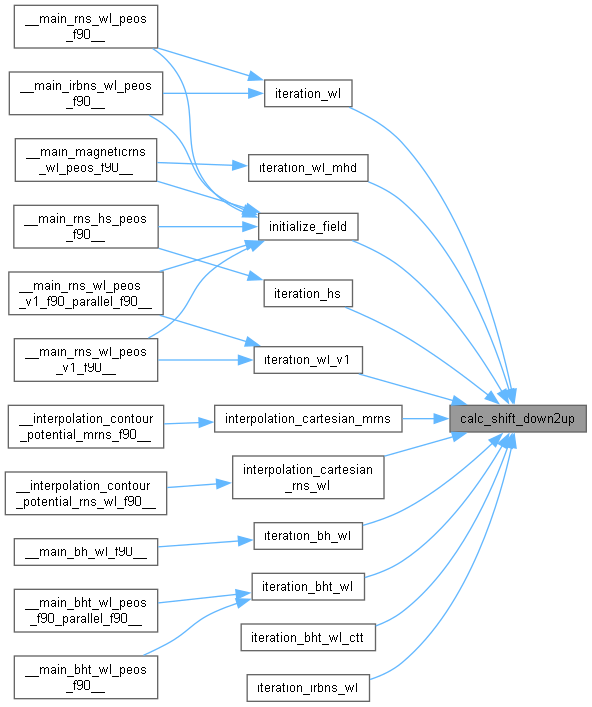 __main_rns_wl_peos
_f90__
__main_irbns_wl_peos
_f90__
__main_magneticrns
_wl_peos_f90__
__main_rns_hs_peos
_f90__
__main_rns_wl_peos
_v1_f90_parallel_f90__
__main_rns_wl_peos
_v1_f90__
__interpolation_contour
_potential_mrns_f90__
__interpolation_contour
_potential_rns_wl_f90__
__main_bh_wl_f90__
__main_bht_wl_peos
_f90_parallel_f90__
__main_bht_wl_peos
_f90__
iteration_wl
iteration_wl_mhd
initialize_field
iteration_hs
iteration_wl_v1
interpolation_cartesian_mrns
interpolation_cartesian
_rns_wl
iteration_bh_wl
iteration_bht_wl
iteration_bht_wl_ctt
iteration_irbns_wl
calc_shift_down2up